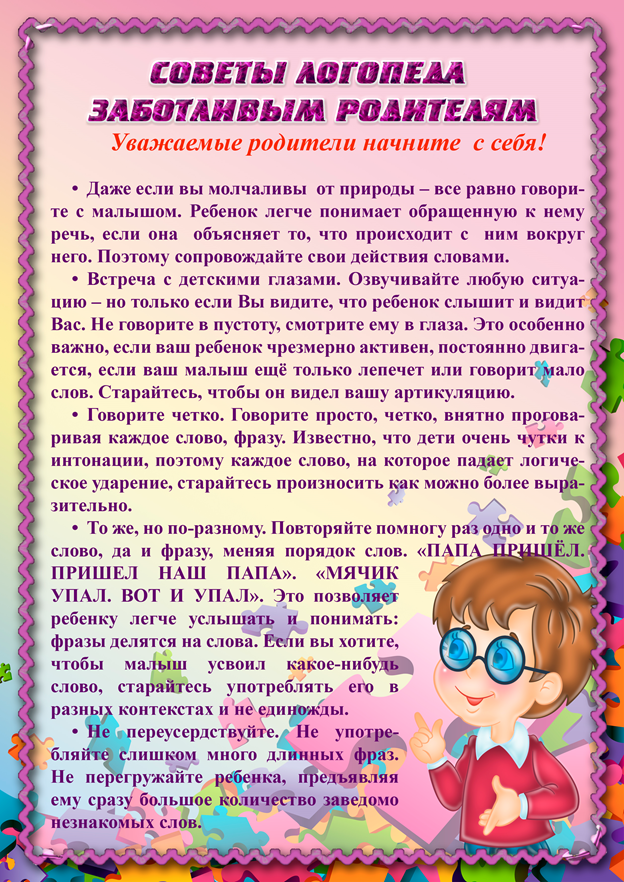 СОВЕТЫ ЛОГОПЕДА
ЗАБОТЛИВЫМ РОДИТЕЛЯМ
Уважаемые родители начните с себя!
• Даже если вы молчаливы от природы – все равно говори-
те с малышом. Ребенок легче понимает обращенную к нему
речь, если она объясняет то, что происходит с ним вокруг
него. Поэтому сопровождайте свои действия словами.
• Встреча с детскими глазами. Озвучивайте любую ситуа-
цию – но только если Вы видите, что ребенок слышит и видит
Вас. Не говорите в пустоту, смотрите ему в глаза. Это особенно
важно, если ваш ребенок чрезмерно активен, постоянно двига-
ется, если ваш малыш ещё только лепечет или говорит мало
слов. Старайтесь, чтобы он видел вашу артикуляцию.
• Говорите четко. Говорите просто, четко, внятно прогова-
ривая каждое слово, фразу. Известно, что дети очень чутки к
интонации, поэтому каждое слово, на которое падает логиче-
ское ударение, старайтесь произносить как можно более выра-
зительно.
• То же, но по-разному. Повторяйте помногу раз одно и то же
слово, да и фразу, меняя порядок слов. «ПАПА ПРИШЁЛ.
ПРИШЕЛ НАШ ПАПА». «МЯЧИК
УПАЛ. ВОТ И УПАЛ». Это позволяет
ребенку легче услышать и понимать:
фразы делятся на слова. Если вы хотите,
чтобы малыш усвоил какое-нибудь
слово, старайтесь употреблять его в
разных контекстах и не единожды.
• Не переусердствуйте. Не употре-
бляйте слишком много длинных фраз.
Не перегружайте ребенка, предъявляя
ему сразу большое количество заведомо
незнакомых слов.